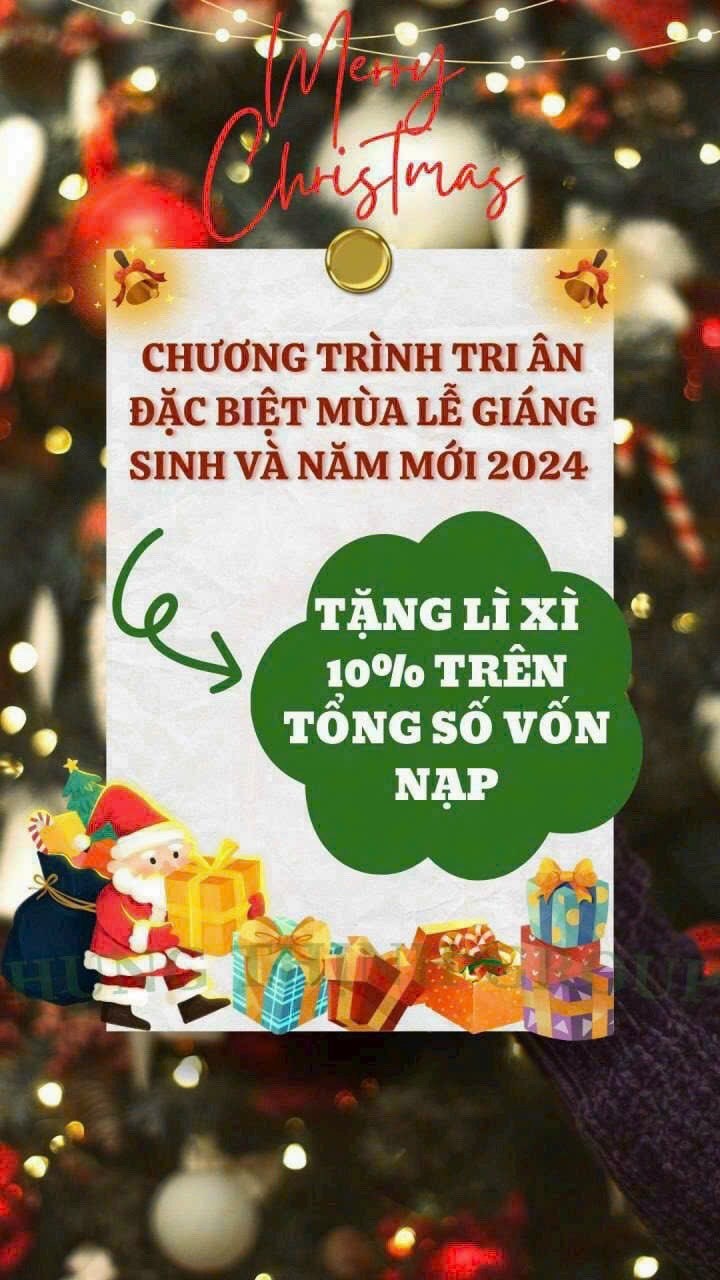 Merry
Christmas
CHƯƠNG TRÌNH TRI ÂN
ĐẶC BIỆT MÙA LỄ GIÁNG
SINH VÀ NĂM MỚI 2024
TẶNG LÌ XÌ
10% TRÊN
TỔNG SỐ VỐN
NẠP